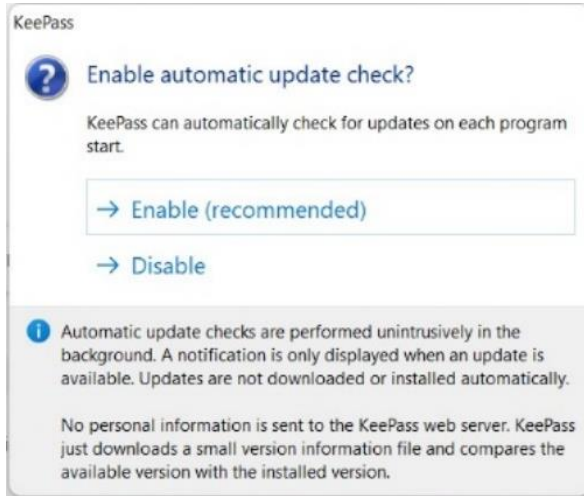 KeePass
Enable automatic update check?
KeePass can automatically check for updates on each program
start.
→ Enable (recommended)
→ Disable
Automatic update checks are performed unintrusively in the
background. A notification is only displayed when an update is
available. Updates are not downloaded or installed automatically.
No personal information is sent to the KeePass web server. KeePass
just downloads a small version information file and compares the
available version with the installed version.